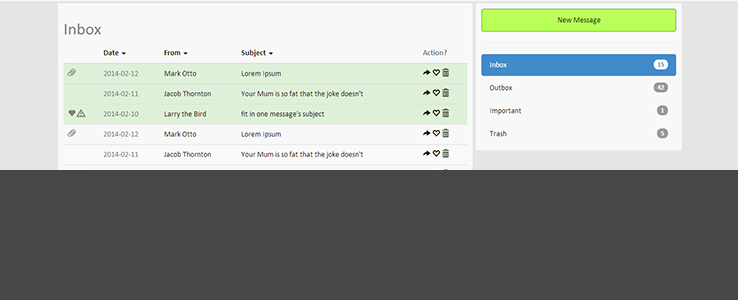 Inbox
Date From Subject Action?
2014-02-12 Mark Otto Lorem Ipsum
2014-02-11 Jacob Thornton Your Mum is so fat that the joke doesn't
2014-02-10 Larry the Bird fit in one message's subject
2014-02-12 Mark Otto Lorem Ipsum
2014-02-11 Jacob Thornton Your Mum is so fat that the joke doesn't
New Message
Inbox 15
Outbox 42
Important 1
Trash 5